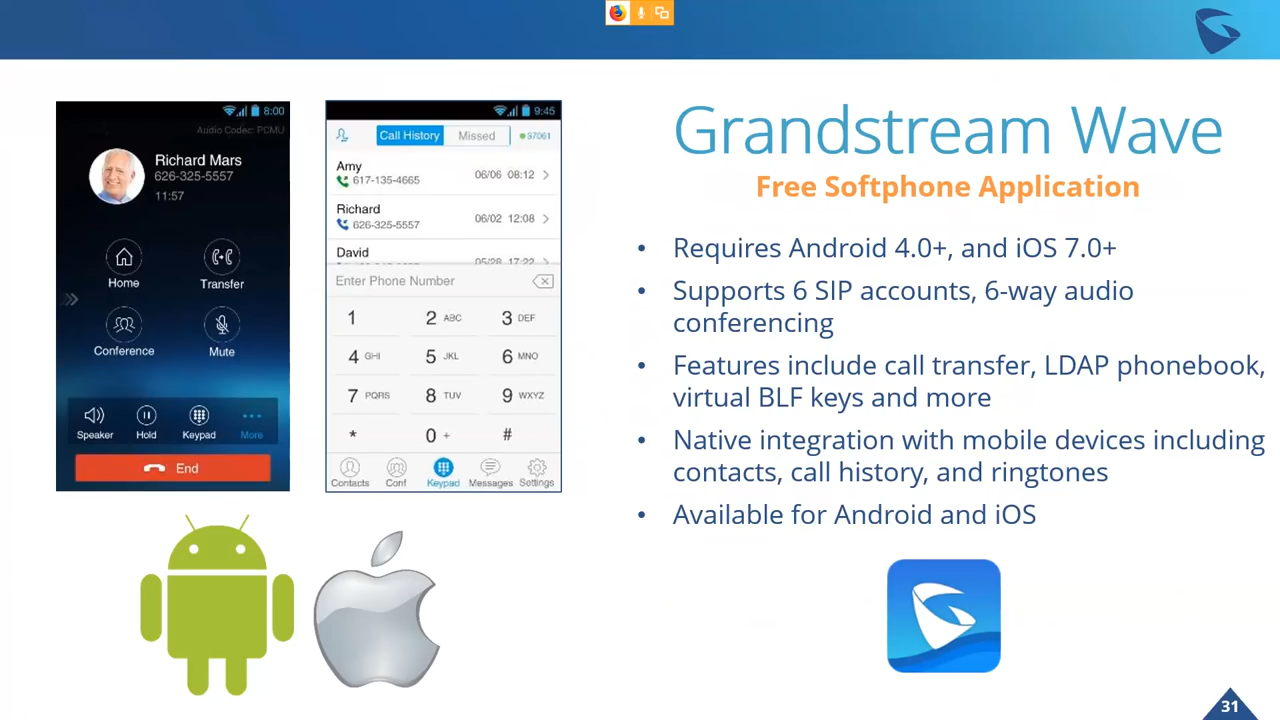 8:00
Audio Codec: PCMU
Richard Mars
626-325-5557
11:57
Home
Transfer
Conference
Mute
Speaker
Hold
Keypad
More
End
9:45
Call History
Missed
37061
Amy
617-135-4665
06/06 08:12
Richard
626-325-5557
06/02 12:08
David
05/28 17:22
Enter Phone Number
1
2 ABC
3 DEF
4 GHI
5 JKL
6 MNO
7 PQRS
8 TUV
9 WXYZ
*
0 +
#
Contacts
Conf
Keypad
Messages
Settings
Grandstream Wave
Free Softphone Application
• Requires Android 4.0+, and iOS 7.0+
• Supports 6 SIP accounts, 6-way audio
conferencing
• Features include call transfer, LDAP phonebook,
virtual BLF keys and more
• Native integration with mobile devices including
contacts, call history, and ringtones
• Available for Android and iOS
31